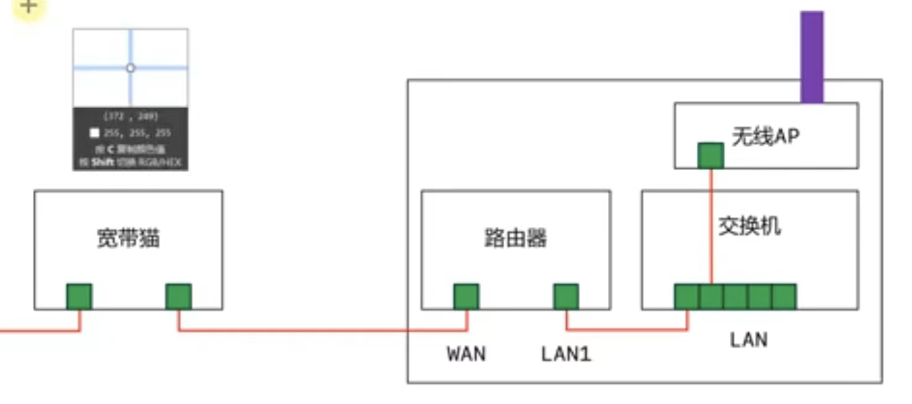 (372 , 249)
255, 255, 255
按 C 复制颜色值
按 Shift 切换 RGB/HEX
无线AP
宽带猫
路由器
交换机
WAN
LAN1
LAN